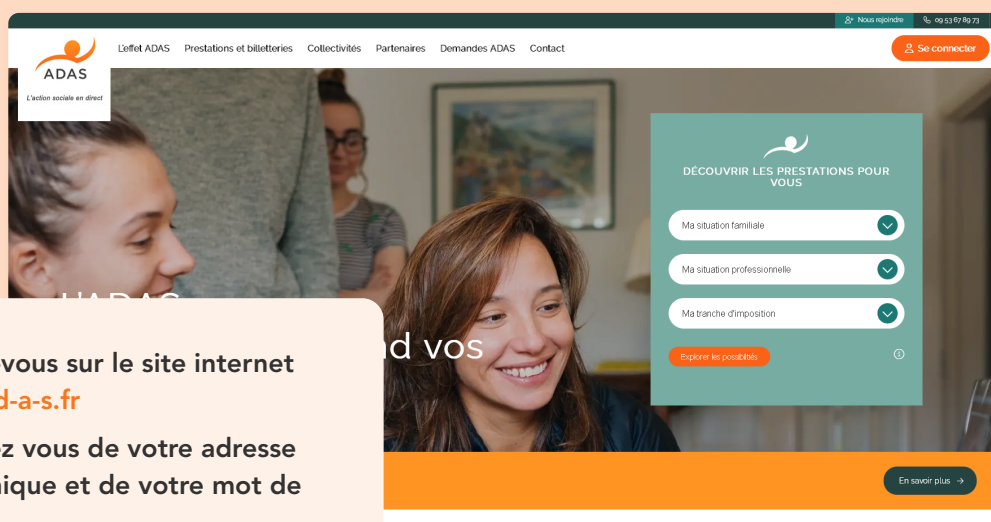 Nous rejoindre
09 53 67 89 73
L'effet ADAS Prestations et billetteries Collectivités Partenaires Demandes ADAS Contact
Se connecter
ADAS
L'action sociale en direct
DÉCOUVRIR LES PRESTATIONS POUR
VOUS
Ma situation familiale
Ma situation professionnelle
Ma tranche d'imposition
Explorer les possibilités
L'ADAS
nd vos
vous sur le site internet
d-a-s.fr
ez vous de votre adresse
nique et de votre mot de
En savoir plus